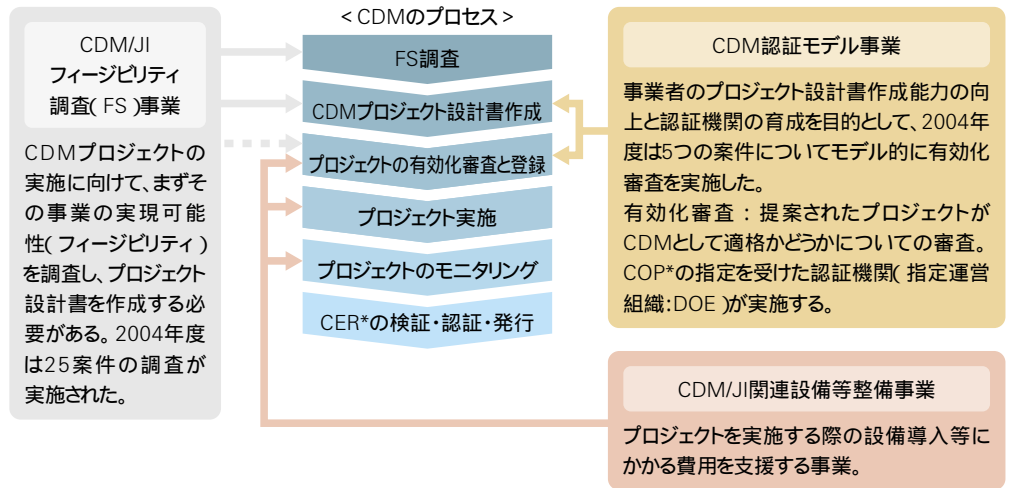 CDM/JI
フィージビリティ
調査(FS)事業
CDMプロジェクトの
実施に向けて、まずそ
の事業の実現可能
性(フィージビリティ)
を調査し、プロジェクト
設計書を作成する必
要がある。2004年度
は25案件の調査が
実施された。
<CDMのプロセス>
FS調査
CDMプロジェクト設計書作成
プロジェクトの有効化審査と登録
プロジェクト実施
プロジェクトのモニタリング
CER*の検証・認証・発行
CDM認証モデル事業
事業者のプロジェクト設計書作成能力の向
上と認証機関の育成を目的として、2004年
度は5つの案件についてモデル的に有効化
審査を実施した。
有効化審査:提案されたプロジェクトが
CDMとして適格かどうかについての審査。
COP*の指定を受けた認証機関(指定運営
組織:DOE)が実施する。
CDM/JI関連設備等整備事業
プロジェクトを実施する際の設備導入等に
かかる費用を支援する事業。